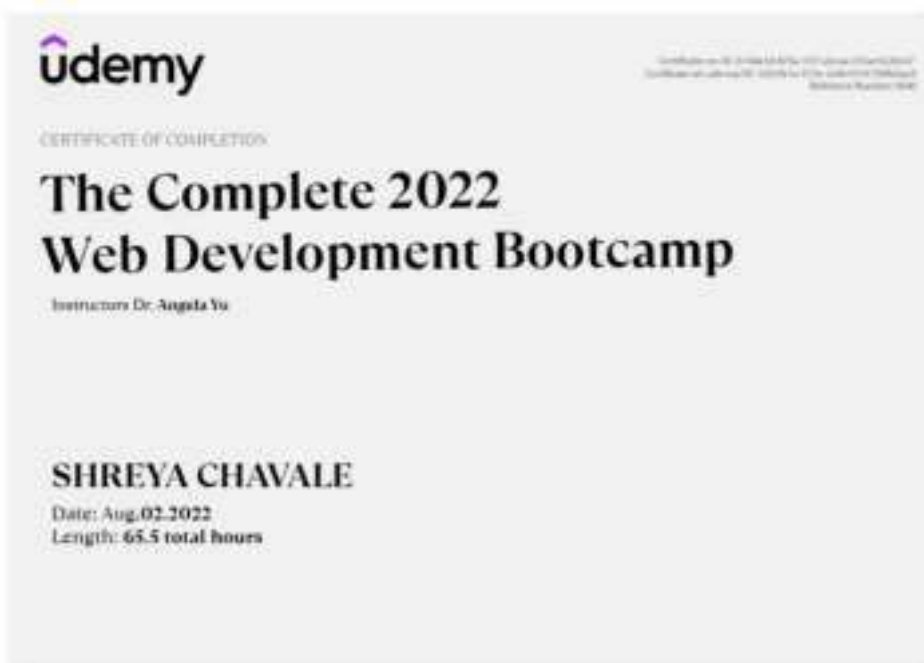 udemy
CERTIFICATE OF COMPLETION
The Complete 2022
Web Development Bootcamp
Instructors Dr. Angela Yu
SHREYA CHAVALE
Date: Aug.02.2022
Length: 65.5 total hours